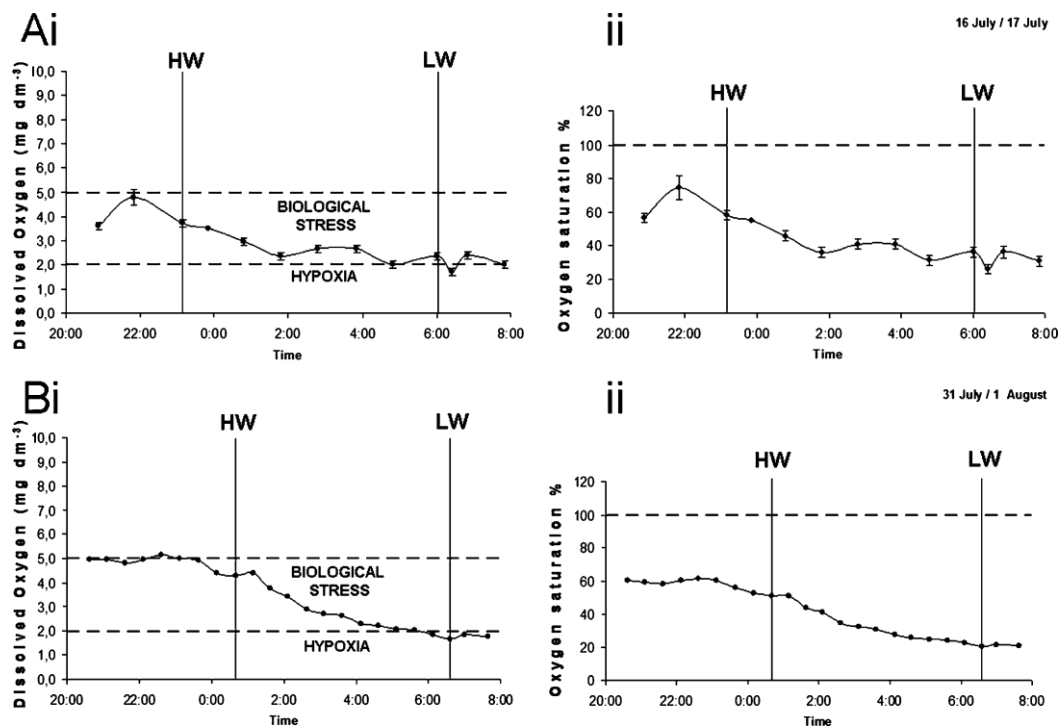 Ai
ii
16 July / 17 July
HW
LW
Dissolved Oxygen (mg dm-3)
10,0
9,0
8,0
7,0
6,0
5,0
4,0
3,0
2,0
1,0
0,0
BIOLOGICAL
STRESS
HYPOXIA
20:00 22:00 0:00 2:00 4:00 6:00 8:00
Time
HW
LW
Oxygen saturation %
120
100
80
60
40
20
0
20:00 22:00 0:00 2:00 4:00 6:00 8:00
Time
Bi
ii
31 July / 1 August
HW
LW
Dissolved Oxygen (mg dm-3)
10,0
9,0
8,0
7,0
6,0
5,0
4,0
3,0
2,0
1,0
0,0
BIOLOGICAL
STRESS
HYPOXIA
20:00 22:00 0:00 2:00 4:00 6:00 8:00
Time
HW
LW
Oxygen saturation %
120
100
80
60
40
20
0
20:00 22:00 0:00 2:00 4:00 6:00 8:00
Time